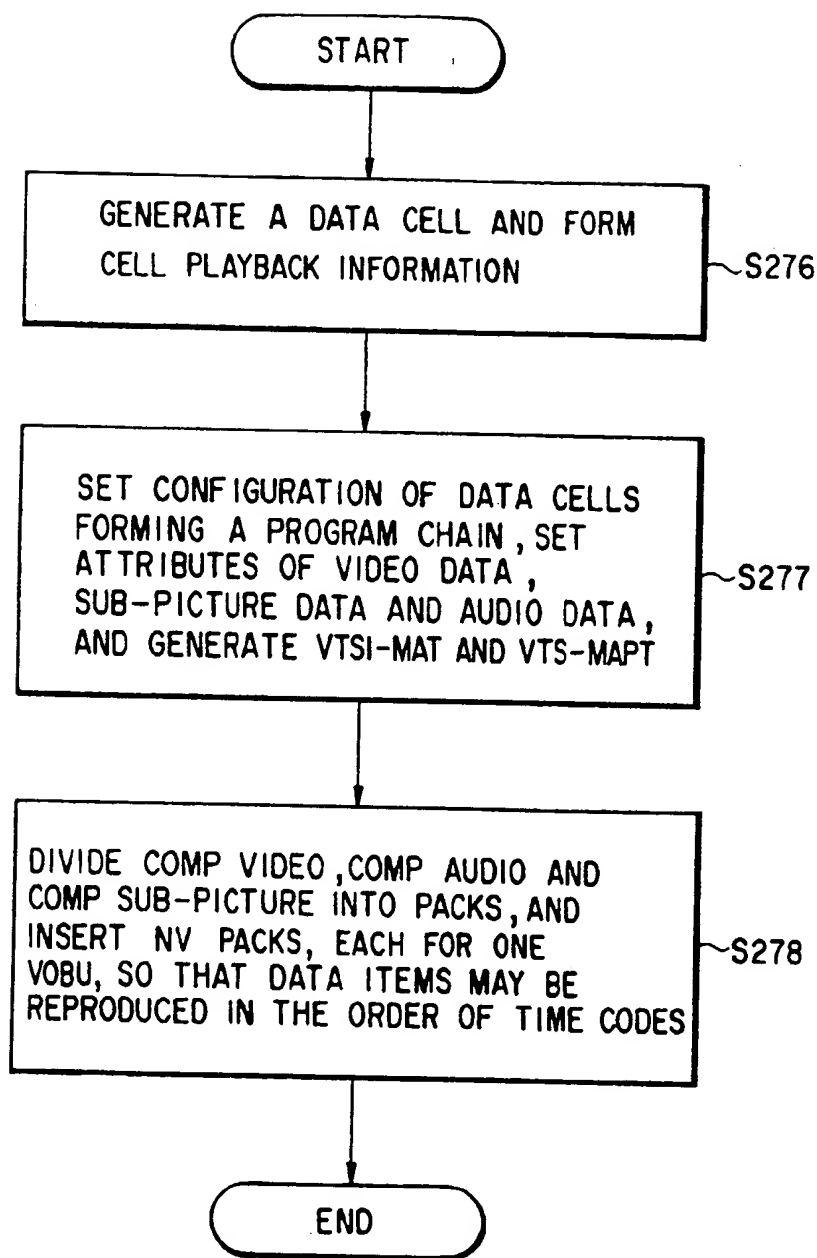 START
GENERATE A DATA CELL AND FORM
CELL PLAYBACK INFORMATION
S276
SET CONFIGURATION OF DATA CELLS
FORMING A PROGRAM CHAIN, SET
ATTRIBUTES OF VIDEO DATA,
SUB-PICTURE DATA AND AUDIO DATA,
AND GENERATE VTSI-MAT AND VTS-MAPT
S277
DIVIDE COMP VIDEO, COMP AUDIO AND
COMP SUB-PICTURE INTO PACKS, AND
INSERT NV PACKS, EACH FOR ONE
VOBU, SO THAT DATA ITEMS MAY BE
REPRODUCED IN THE ORDER OF TIME CODES
S278
END